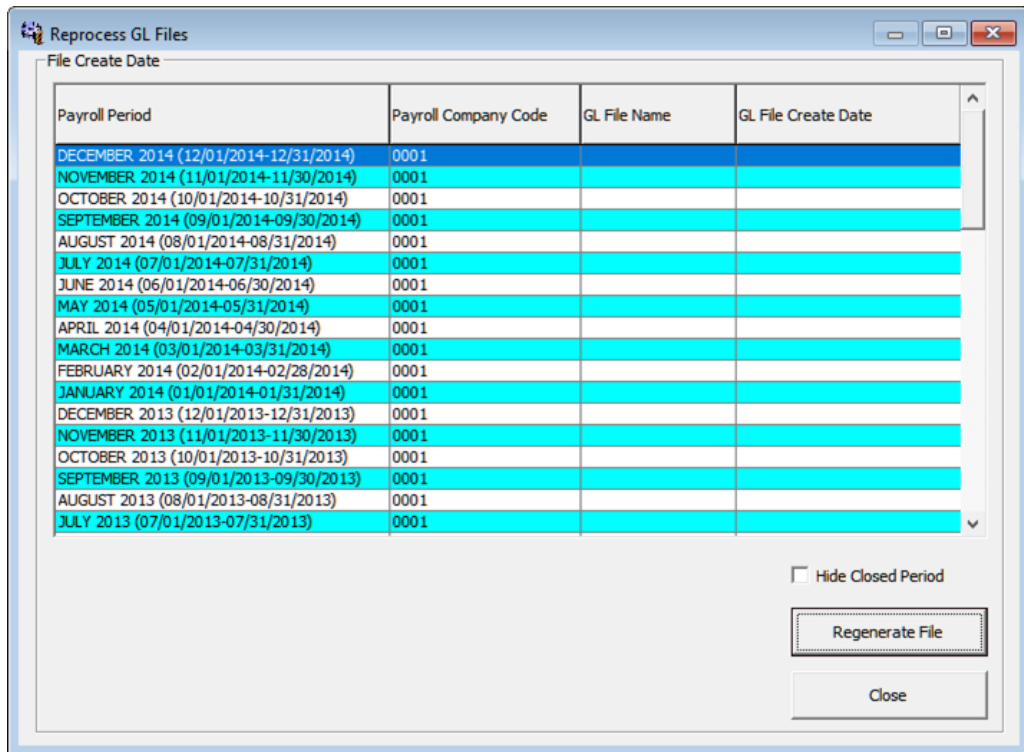 Reprocess GL Files
File Create Date
Payroll Period Payroll Company Code GL File Name GL File Create Date
DECEMBER 2014 (12/01/2014-12/31/2014) 0001
NOVEMBER 2014 (11/01/2014-11/30/2014) 0001
OCTOBER 2014 (10/01/2014-10/31/2014) 0001
SEPTEMBER 2014 (09/01/2014-09/30/2014) 0001
AUGUST 2014 (08/01/2014-08/31/2014) 0001
JULY 2014 (07/01/2014-07/31/2014) 0001
JUNE 2014 (06/01/2014-06/30/2014) 0001
MAY 2014 (05/01/2014-05/31/2014) 0001
APRIL 2014 (04/01/2014-04/30/2014) 0001
MARCH 2014 (03/01/2014-03/31/2014) 0001
FEBRUARY 2014 (02/01/2014-02/28/2014) 0001
JANUARY 2014 (01/01/2014-01/31/2014) 0001
DECEMBER 2013 (12/01/2013-12/31/2013) 0001
NOVEMBER 2013 (11/01/2013-11/30/2013) 0001
OCTOBER 2013 (10/01/2013-10/31/2013) 0001
SEPTEMBER 2013 (09/01/2013-09/30/2013) 0001
AUGUST 2013 (08/01/2013-08/31/2013) 0001
JULY 2013 (07/01/2013-07/31/2013) 0001
Hide Closed Period
Regenerate File
Close